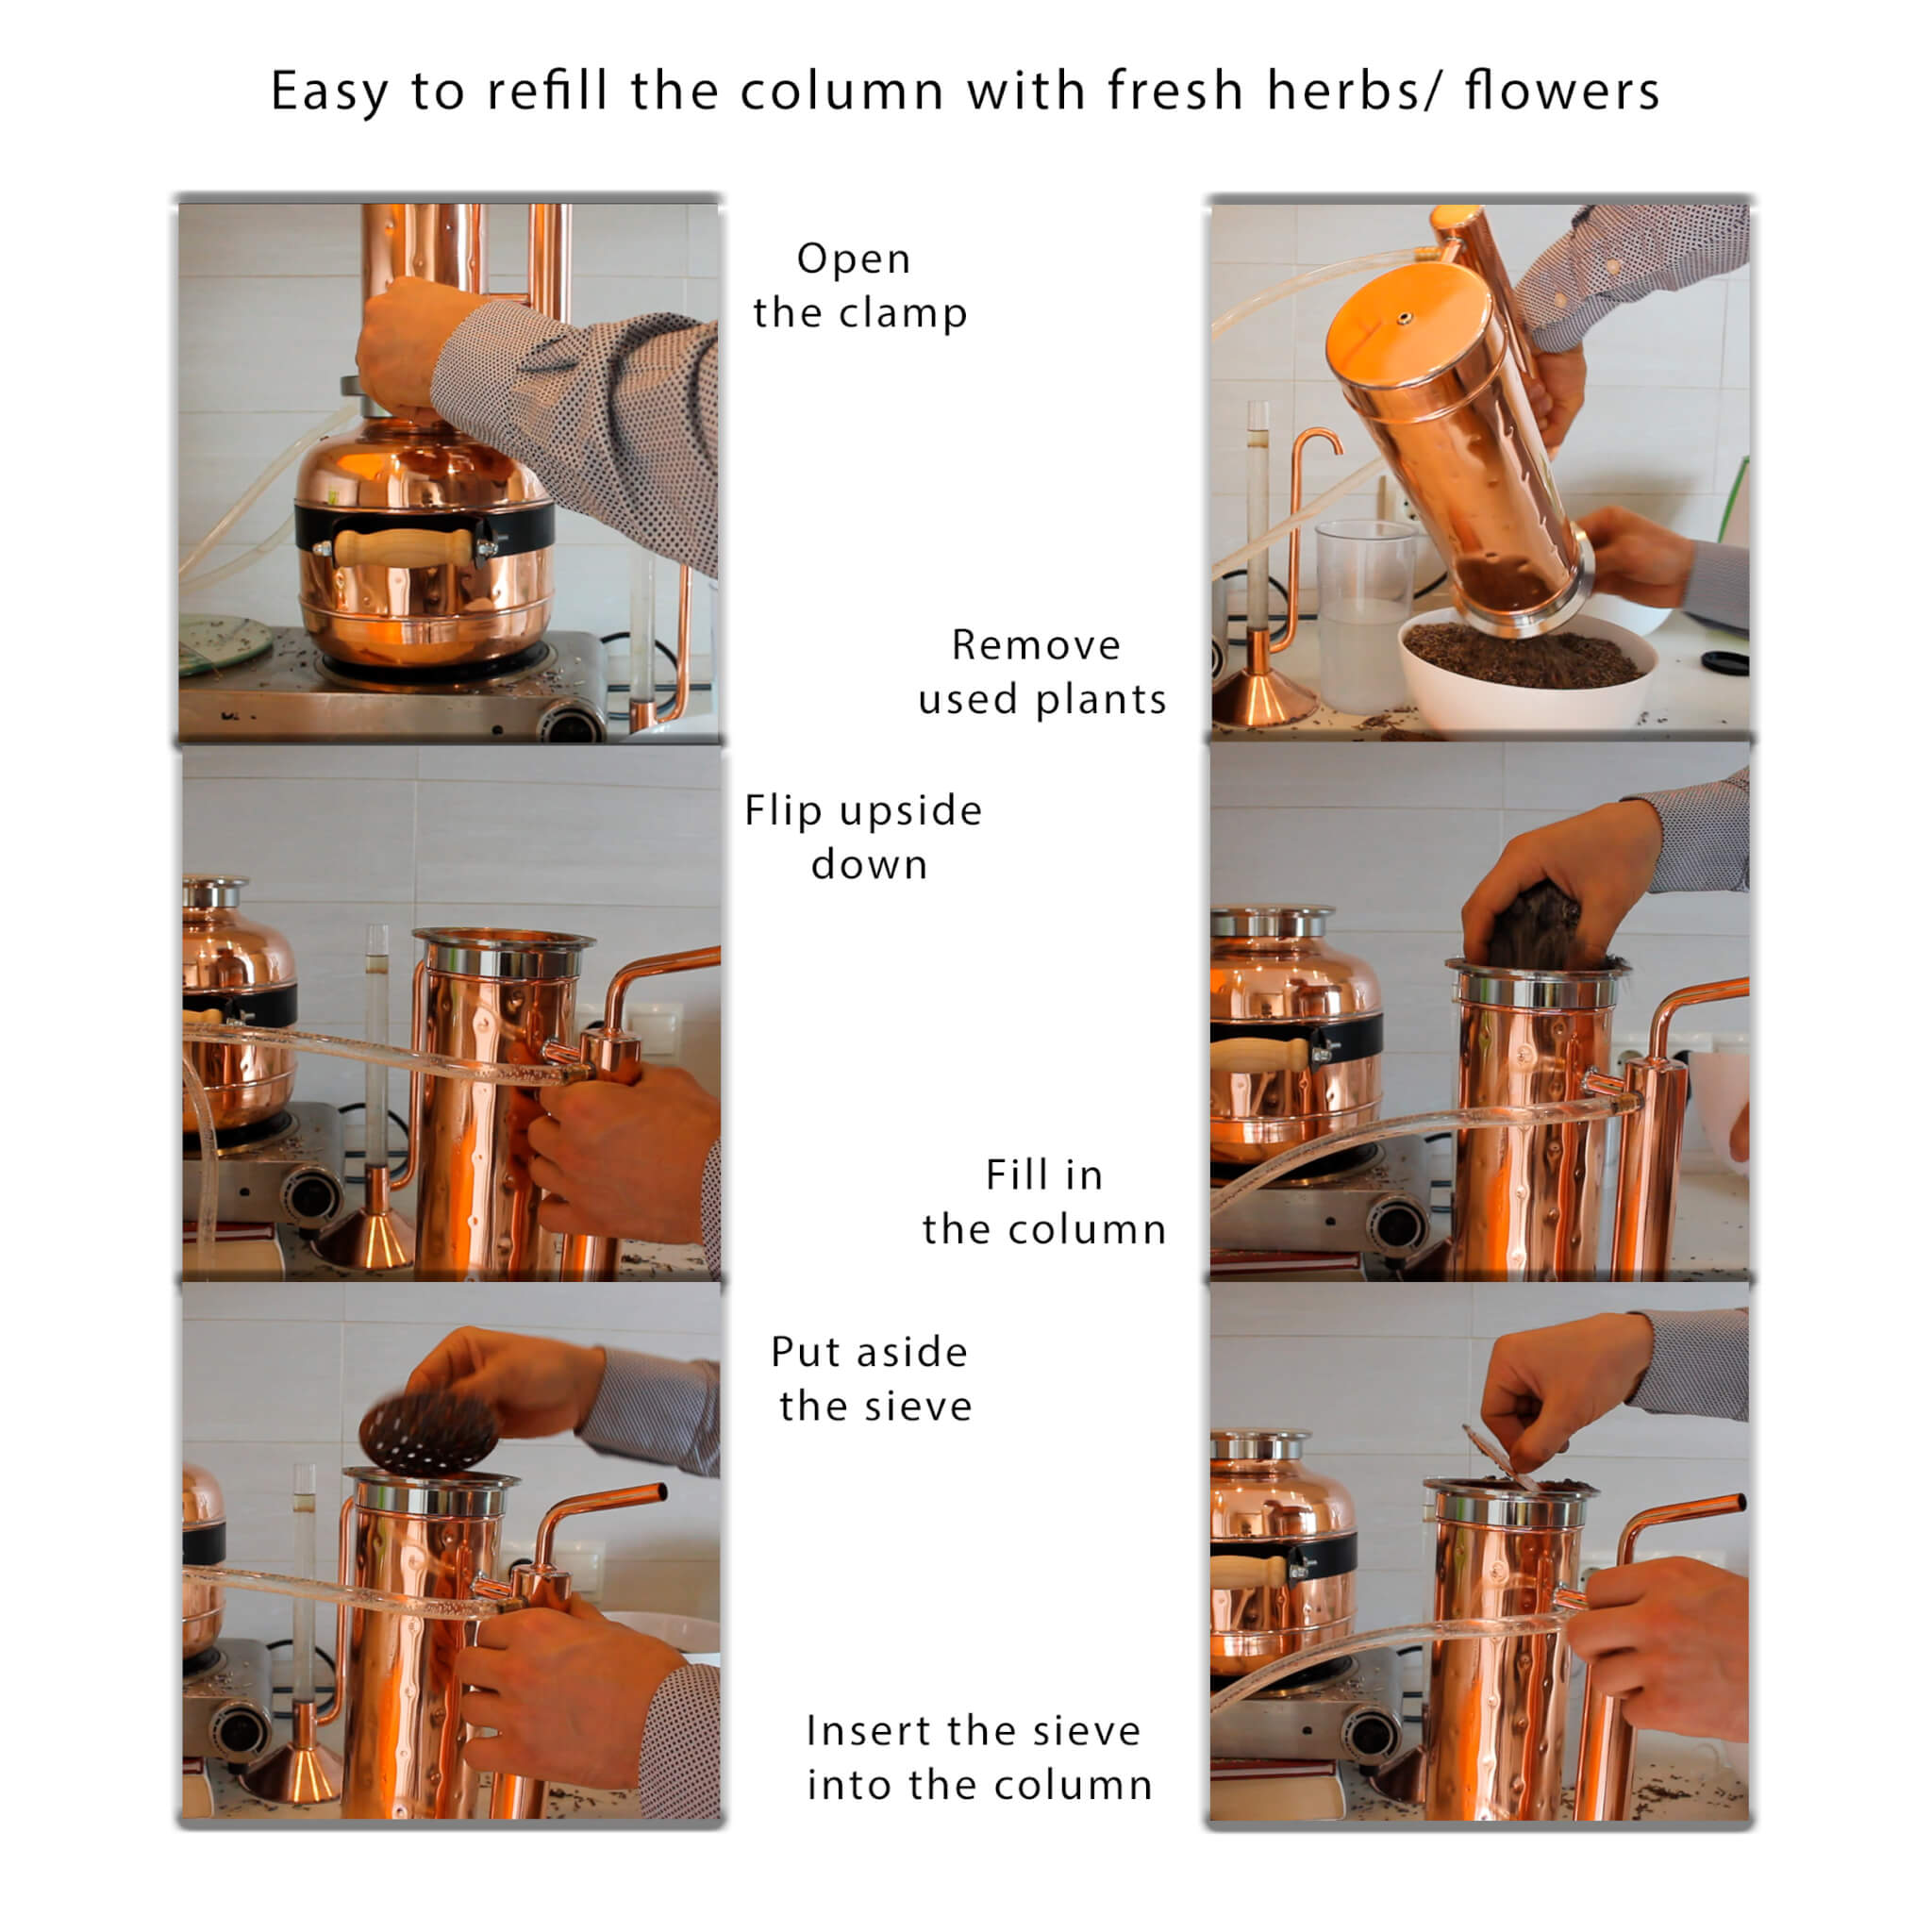 Easy to refill the column with fresh herbs/ flowers
Open
the clamp
Flip upside
down
Put aside
the sieve
Remove
used plants
Fill in
the column
Insert the sieve
into the column